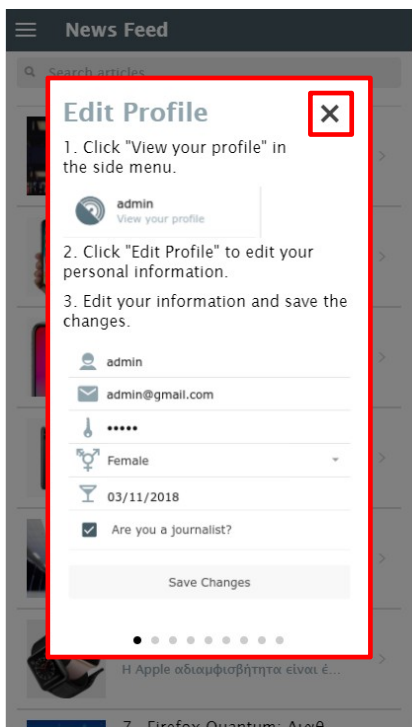 News Feed
Search articles
Edit Profile
1. Click "View your profile" in
the side menu.
admin
View your profile
2. Click "Edit Profile" to edit your
personal information.
3. Edit your information and save the
changes.
admin
admin@gmail.com
•••••
Female
03/11/2018
Are you a journalist?
Save Changes
Η Apple αδιαμφισβήτητα είναι έ...
7. Firefox Quantum: Αληθ